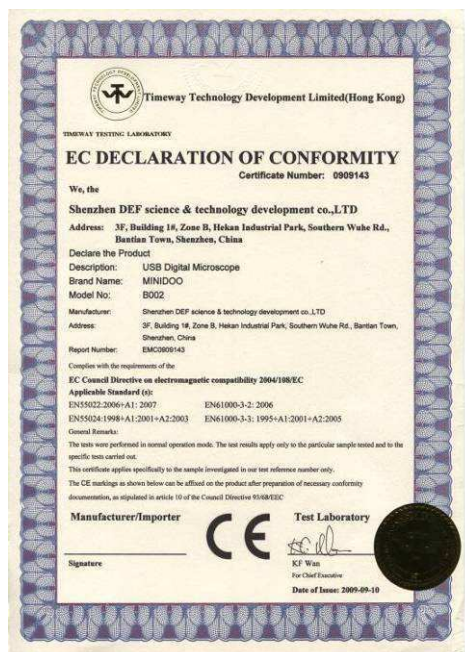 Timeway Technology Development Limited(Hong Kong)
TIMEWAY TESTING LABORATORY
EC DECLARATION OF CONFORMITY
Certificate Number: 0909143
We, the
Shenzhen DEF science & technology development co.,LTD
Address: 3F, Building 1#, Zone B, Hekan Industrial Park, Southern Wuhe Rd.,
Bantian Town, Shenzhen, China
Declare the Product
Description: USB Digital Microscope
Brand Name: MINIDOO
Model No: B002
Manufacturer: Shenzhen DEF science & technology development co.,LTD
Address: 3F, Building 1#, Zone B, Hekan Industrial Park, Southern Wuhe Rd., Bantian Town,
Shenzhen, China
Report Number: EMC0909143
Complies with the requirements of the
EC Council Directive on electromagnetic compatibility 2004/108/EC
Applicable Standard (s):
EN55022:2006+A1: 2007 EN61000-3-2: 2006
EN55024:1998+A1:2001+A2:2003 EN61000-3-3: 1995+A1:2001+A2:2005
General Remarks:
The tests were performed in normal operation mode. The test results apply only to the particular sample tested and to the
specific tests carried out.
This certificate applies specifically to the sample investigated in our test reference number only.
The CE markings as shown below can be affixed on the product after preparation of necessary conformity
documentation, as stipulated in article 10 of the Council Directive 93/68/EEC
Manufacturer/Importer CE Test Laboratory
Signature KF Wan
For Chief Executive
Date of Issue: 2009-09-10